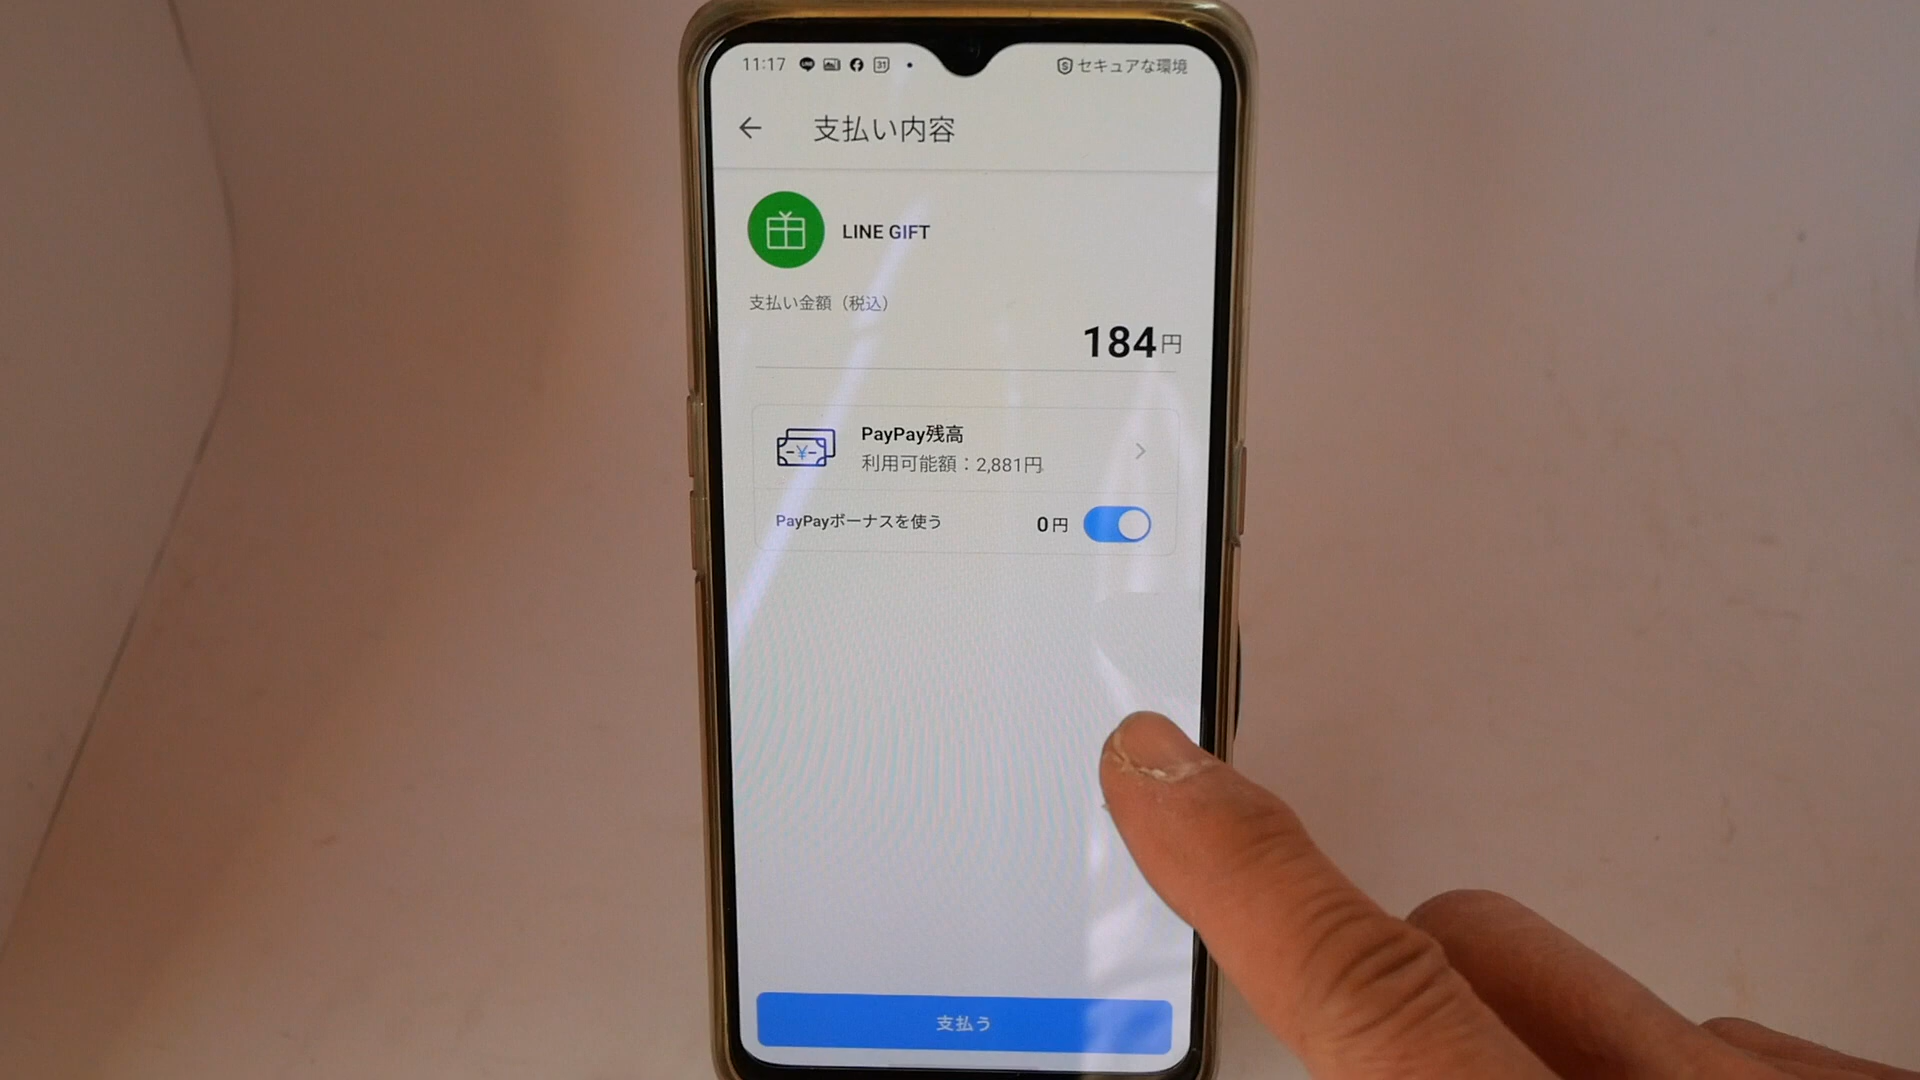 11:17 31 セキュアな環境
支払い内容
LINE GIFT
支払い金額（税込）
184円
PayPay残高
利用可能額：2,881円
PayPayボーナスを使う 0円
支払う